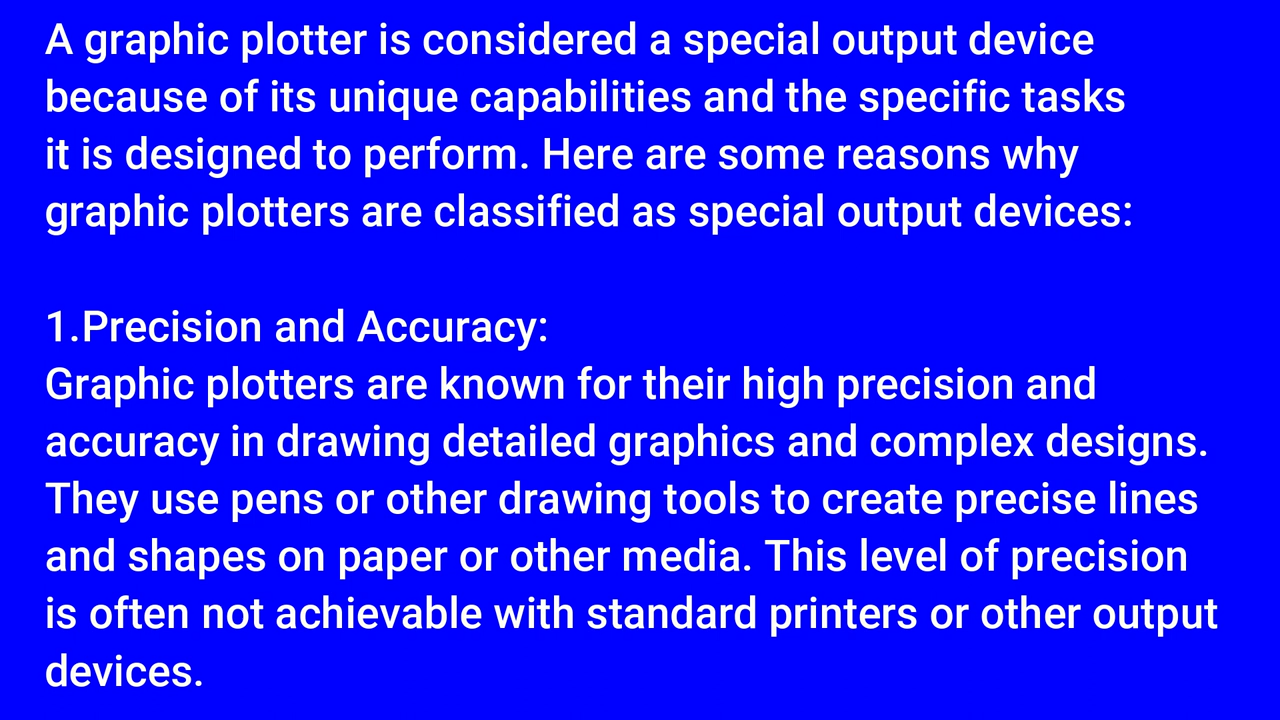 A graphic plotter is considered a special output device
because of its unique capabilities and the specific tasks
it is designed to perform. Here are some reasons why
graphic plotters are classified as special output devices:
1.Precision and Accuracy:
Graphic plotters are known for their high precision and
accuracy in drawing detailed graphics and complex designs.
They use pens or other drawing tools to create precise lines
and shapes on paper or other media. This level of precision
is often not achievable with standard printers or other output
devices.